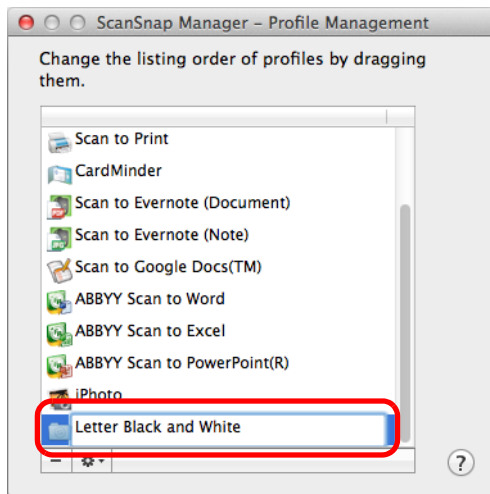 ScanSnap Manager – Profile Management
Change the listing order of profiles by dragging
them.
Scan to Print
CardMinder
Scan to Evernote (Document)
Scan to Evernote (Note)
Scan to Google Docs(TM)
ABBYY Scan to Word
ABBYY Scan to Excel
ABBYY Scan to PowerPoint(R)
iPhoto
Letter Black and White
?